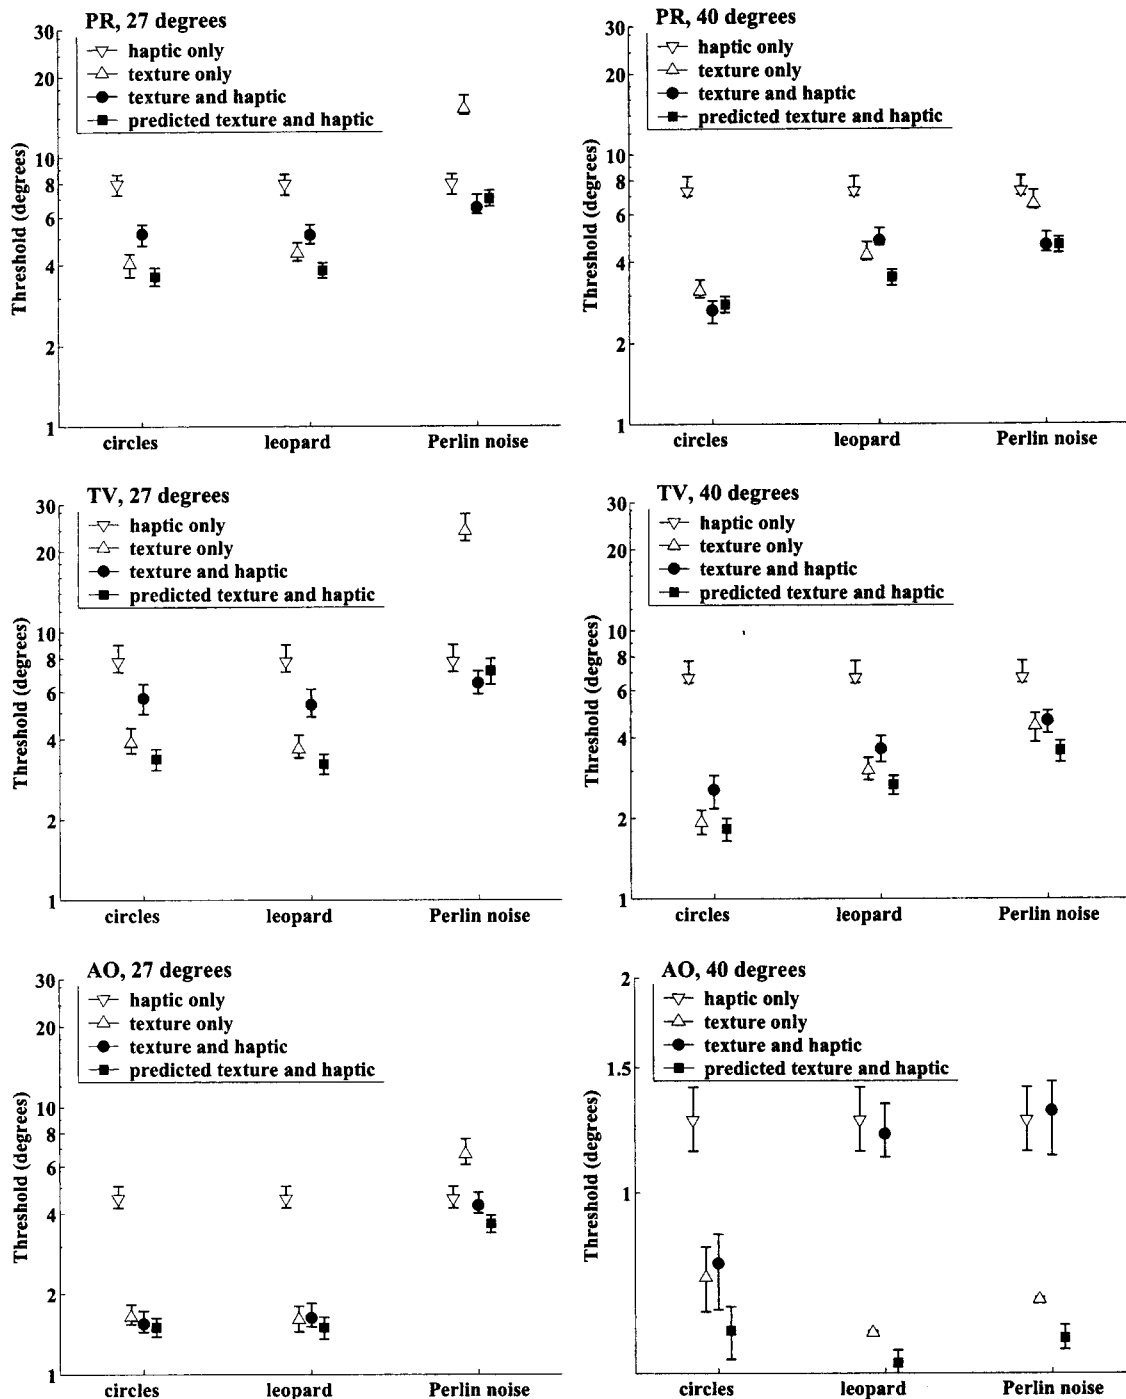 PR, 27 degrees
haptic only
texture only
texture and haptic
predicted texture and haptic
30
20
10
8
6
4
2
1
Threshold (degrees)
circles
leopard
Perlin noise
PR, 40 degrees
haptic only
texture only
texture and haptic
predicted texture and haptic
30
20
10
8
6
4
2
1
Threshold (degrees)
circles
leopard
Perlin noise
TV, 27 degrees
haptic only
texture only
texture and haptic
predicted texture and haptic
30
20
10
8
6
4
2
1
Threshold (degrees)
circles
leopard
Perlin noise
TV, 40 degrees
haptic only
texture only
texture and haptic
predicted texture and haptic
30
20
10
8
6
4
2
1
Threshold (degrees)
circles
leopard
Perlin noise
AO, 27 degrees
haptic only
texture only
texture and haptic
predicted texture and haptic
30
20
10
8
6
4
2
1
Threshold (degrees)
circles
leopard
Perlin noise
AO, 40 degrees
haptic only
texture only
texture and haptic
predicted texture and haptic
2
1.5
1
Threshold (degrees)
circles
leopard
Perlin noise